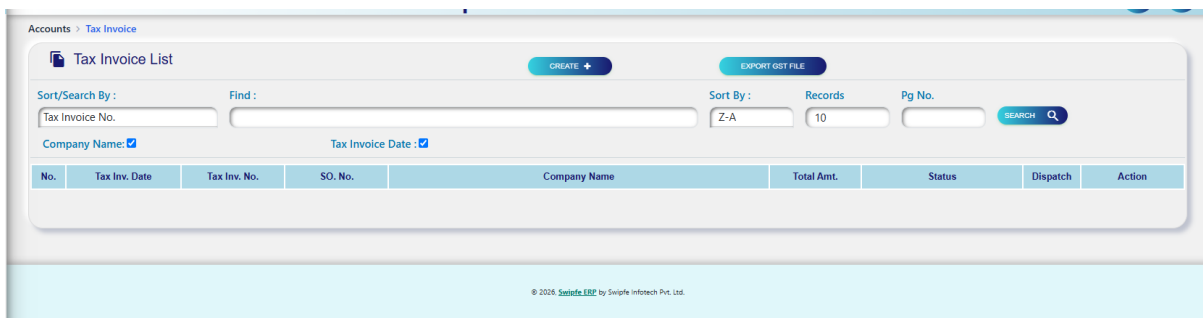 Accounts > Tax Invoice
Tax Invoice List
CREATE +
EXPORT GST FILE
Sort/Search By :
Find :
Sort By :
Records
Pg No.
Tax Invoice No.
Z-A
10
SEARCH
Company Name:
Tax Invoice Date :
No.
Tax Inv. Date
Tax Inv. No.
SO. No.
Company Name
Total Amt.
Status
Dispatch
Action
© 2026, Swipfe ERP by Swipfe Infotech Pvt. Ltd.